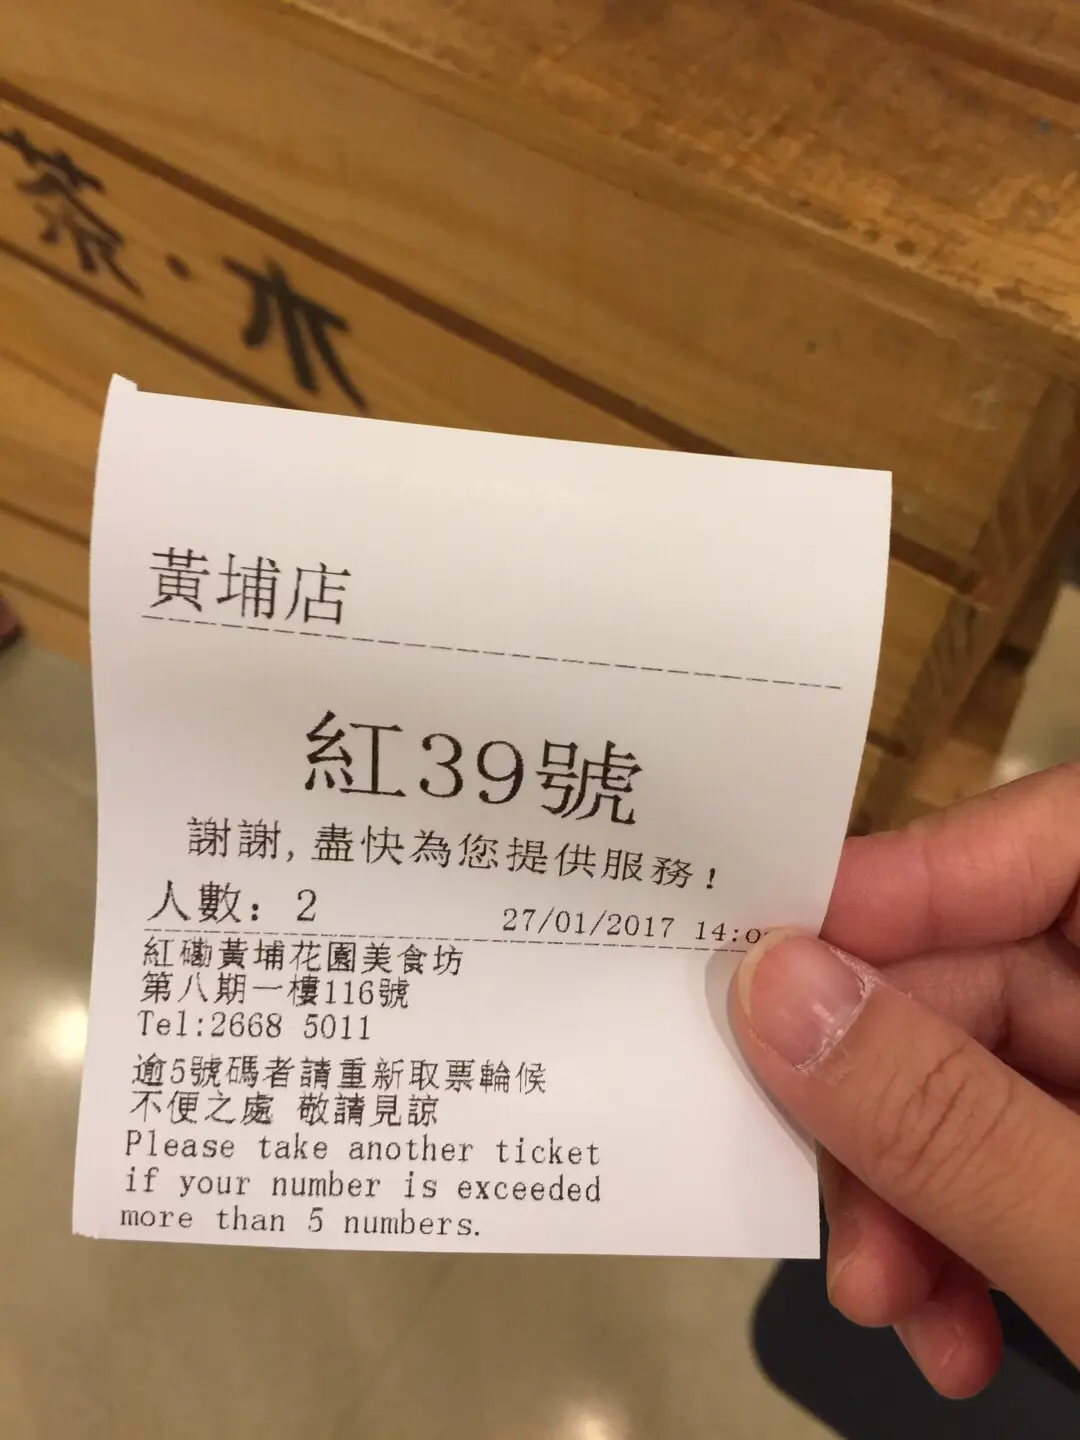 茶・木
黃埔店
紅39號
謝謝,盡快為您提供服務!
人數: 2
27/01/2017 14:0
紅磡黃埔花園美食坊
第八期一樓116號
Tel:2668 5011
逾5號碼者請重新取票輪候
不便之處 敬請見諒
Please take another ticket
if your number is exceeded
more than 5 numbers.